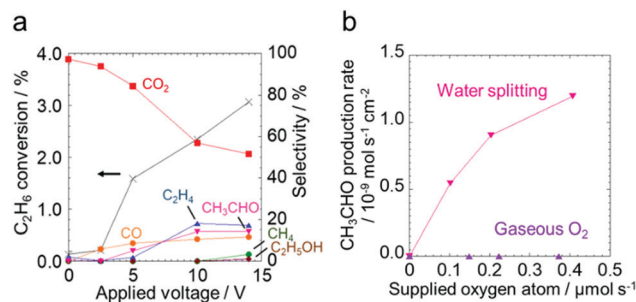 a
C2H6 conversion / %
4.0
3.0
2.0
1.0
0.0
0
5
10
15
Applied voltage / V
100
80
60
40
20
0
Selectivity / %
CO2
C2H4
CH3CHO
CO
CH4
C2H5OH
b
CH3CHO production rate
/ 10-9 mol s-1 cm-2
1.5
1.0
0.5
0.0
0
0.1
0.2
0.3
0.4
0.5
Supplied oxygen atom / µmol s-1
Water splitting
Gaseous O2